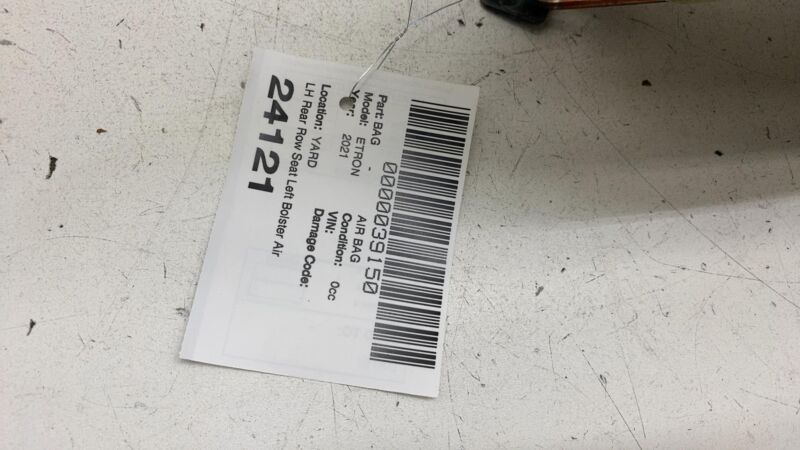 0000039150
Part: BAG - AIR BAG
Model: ETRON Condition: 0cc
Year: 2021 VIN:
Location: YARD Damage Code:
LH Rear Row Seat Left Bolster Air
24121